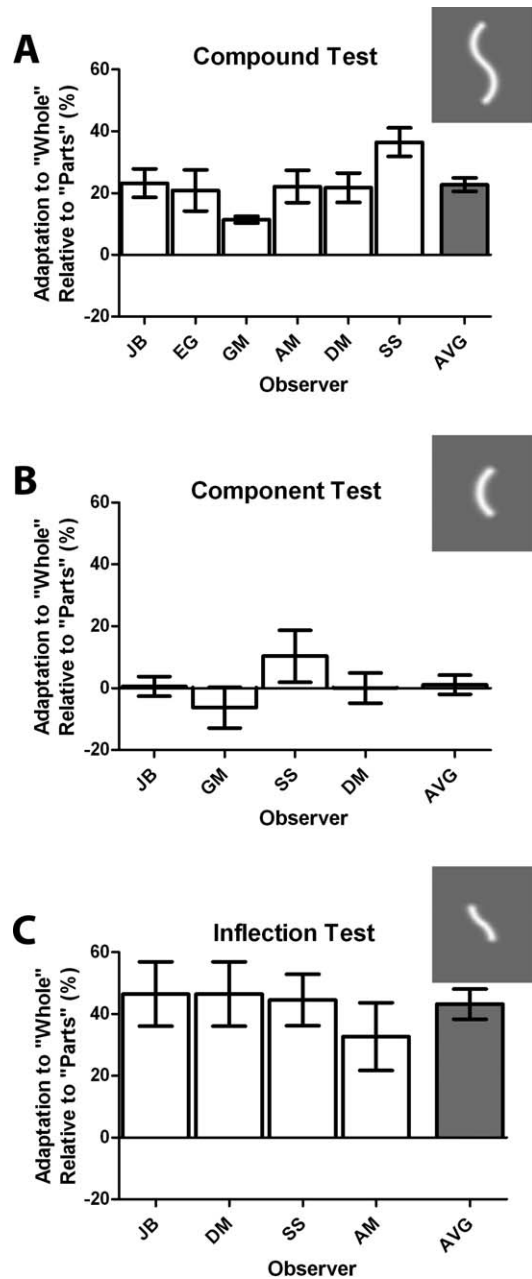 A
Compound Test
Adaptation to "Whole"
Relative to "Parts" (%)
60
40
20
0
-20
JB
EG
GM
AM
DM
SS
AVG
Observer
B
Component Test
Adaptation to "Whole"
Relative to "Parts" (%)
60
40
20
0
-20
JB
GM
SS
DM
AVG
Observer
C
Inflection Test
Adaptation to "Whole"
Relative to "Parts" (%)
60
40
20
0
-20
JB
DM
SS
AM
AVG
Observer